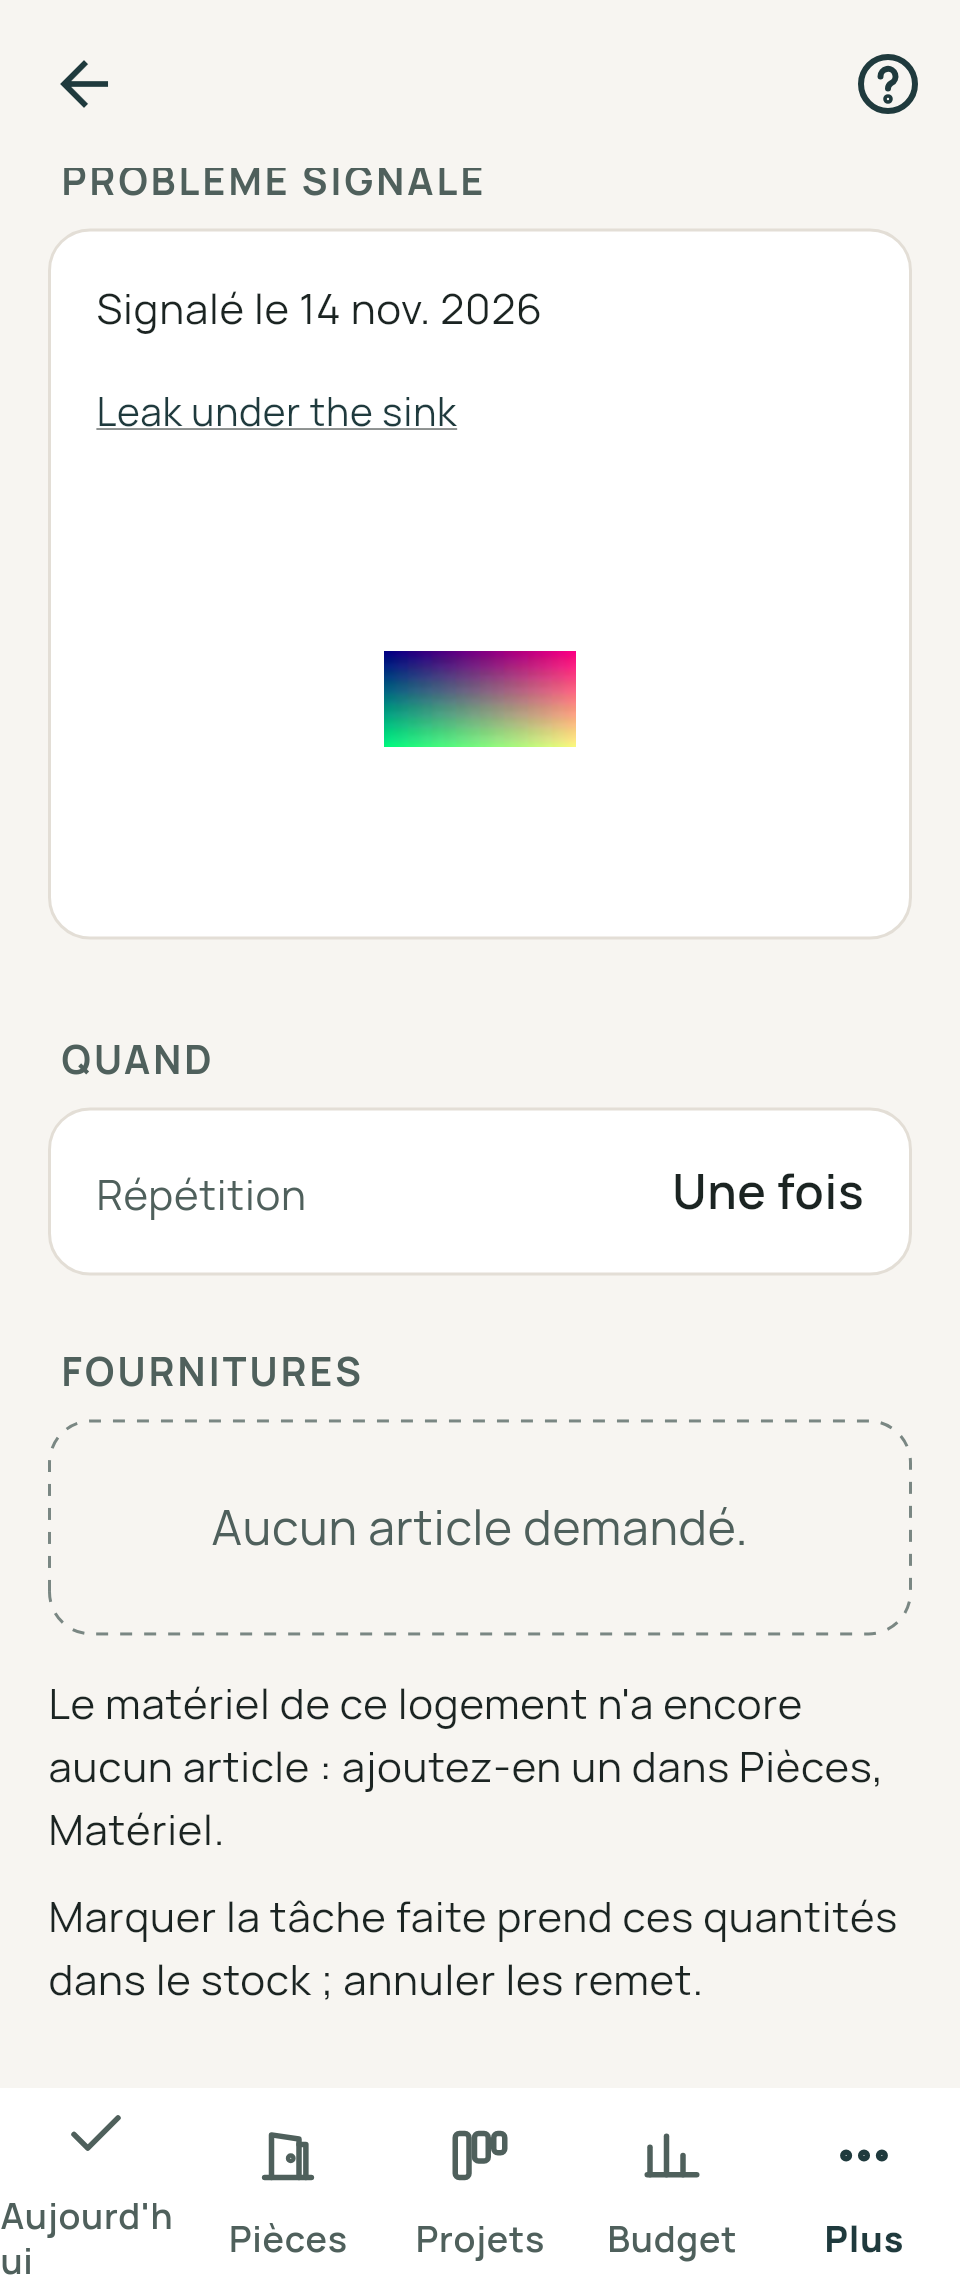 PROBLEME SIGNALE
Signalé le 14 nov. 2026
Leak under the sink
QUAND
Répétition
Une fois
FOURNITURES
Aucun article demandé.
Le matériel de ce logement n'a encore
aucun article : ajoutez-en un dans Pièces,
Matériel.
Marquer la tâche faite prend ces quantités
dans le stock ; annuler les remet.
Aujourd'h
ui
Pièces
Projets
Budget
Plus